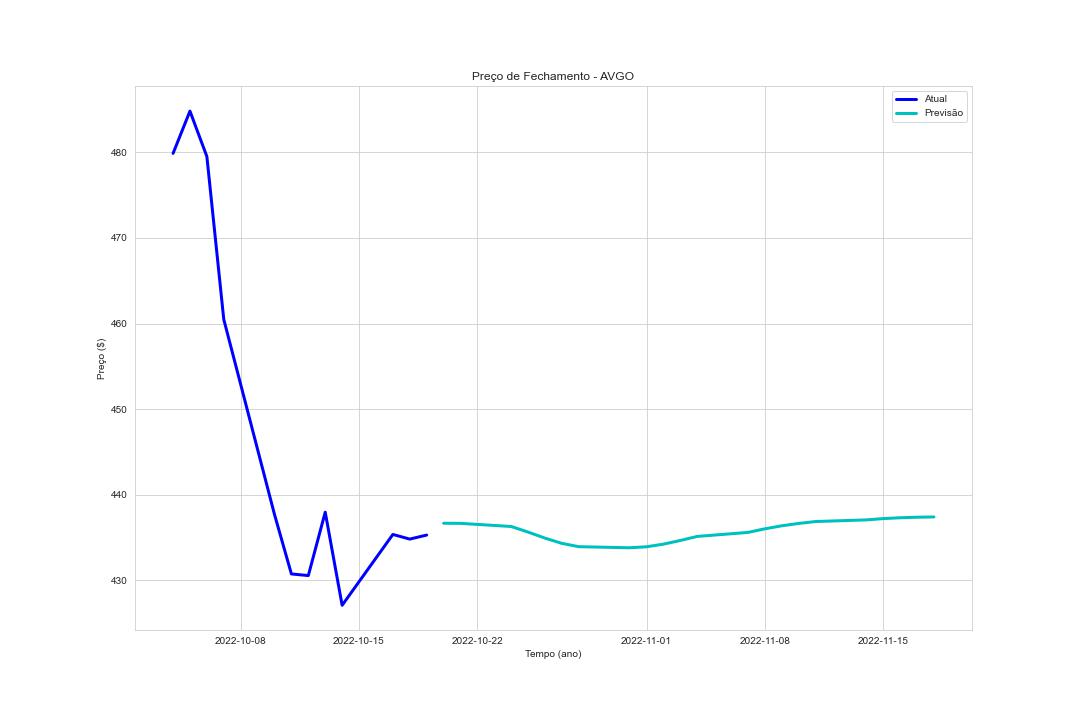 Preço de Fechamento - AVGO
Atual
Previsão
480
470
460
450
440
430
Preço ($)
2022-10-08
2022-10-15
2022-10-22
2022-11-01
2022-11-08
2022-11-15
Tempo (ano)